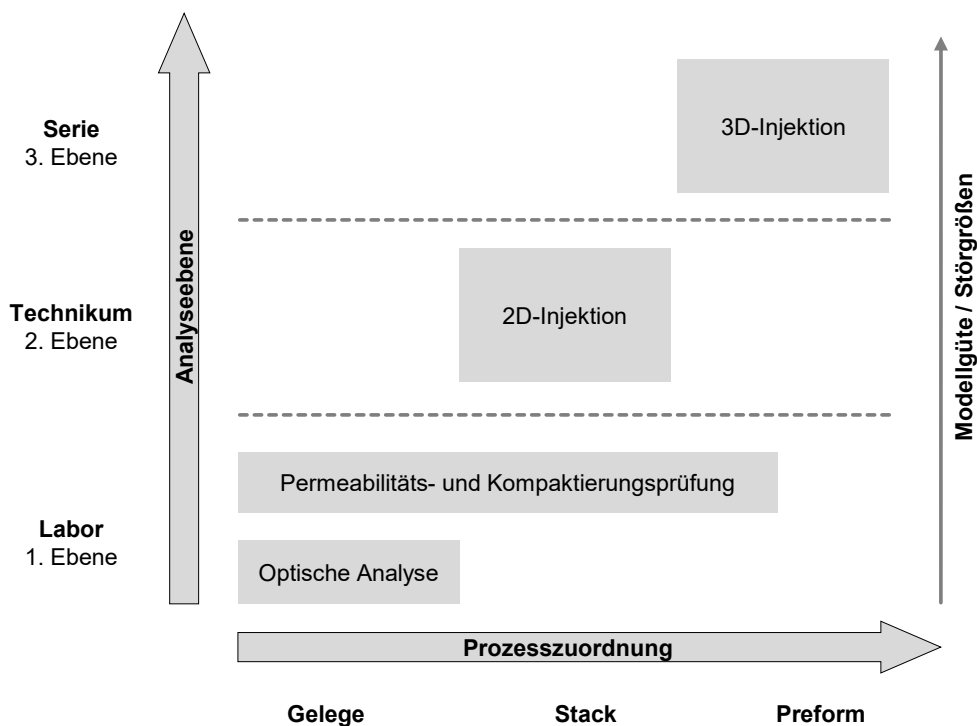 Serie
3. Ebene
3D-Injektion
Technikum
2. Ebene
2D-Injektion
Analyseebene
Modellgüte / Störgrößen
Permeabilitäts- und Kompaktierungsprüfung
Labor
1. Ebene
Optische Analyse
Prozesszuordnung
Gelege
Stack
Preform